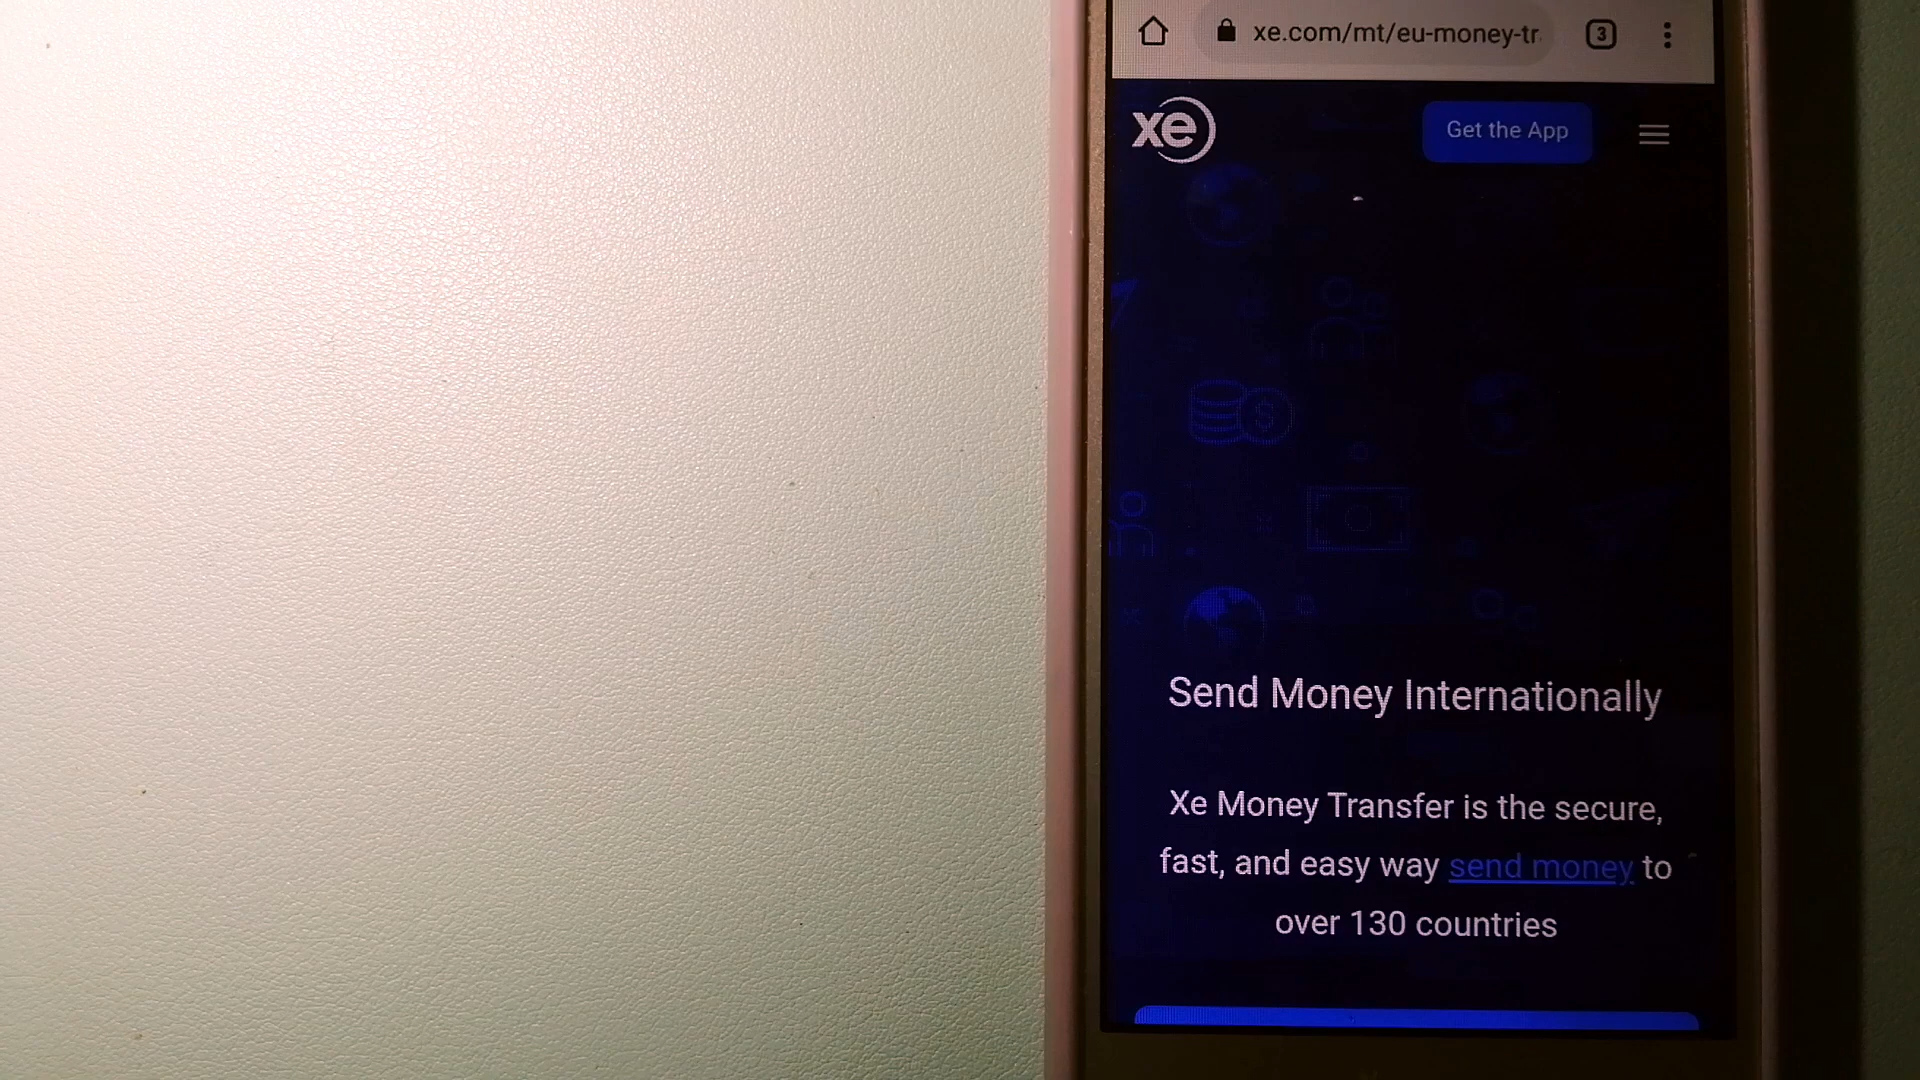 xe.com/mt/eu-money-tr
3
xe
Get the App
Send Money Internationally
Xe Money Transfer is the secure,
fast, and easy way send money to
over 130 countries